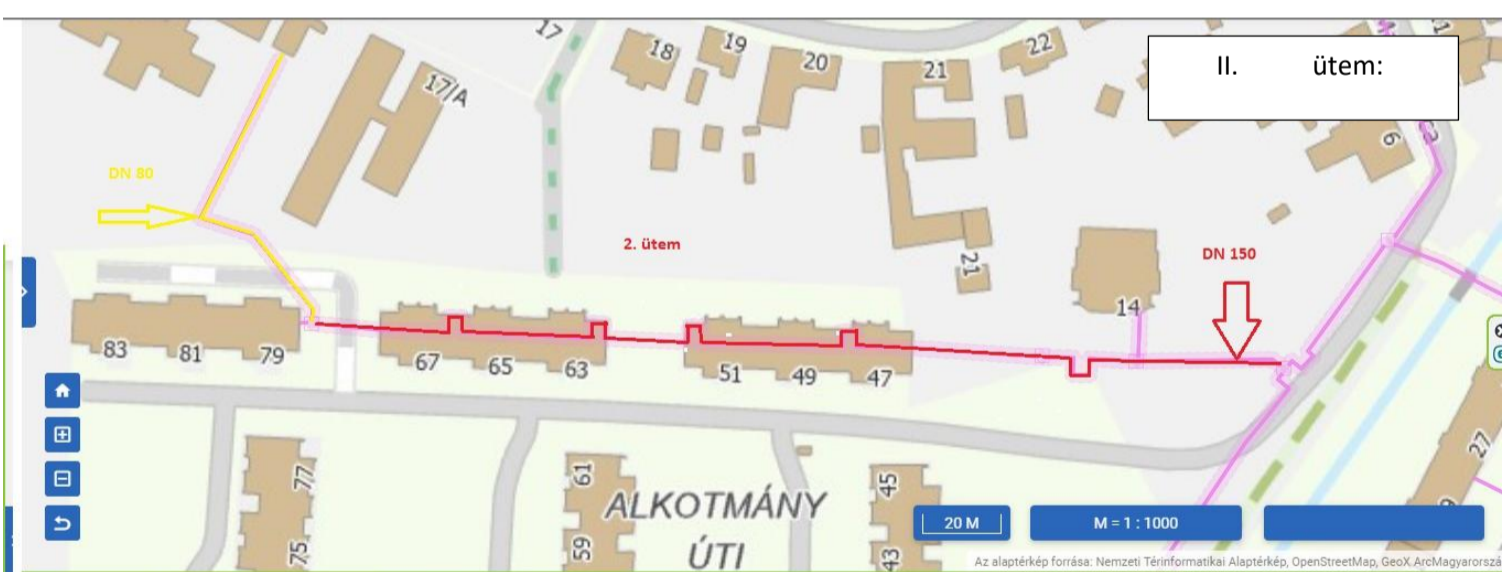 17
18
19
20
21
22
II. ütem:
17/A
6
DN 80
2. ütem
DN 150
21
14
83
81
79
67
65
63
51
49
47
77
61
45
27
75
59
43
ALKOTMÁNY
ÚTI
20 M
M = 1 : 1000
Az alaptérkép forrása: Nemzeti Térinformatikai Alaptérkép, OpenStreetMap, GeoX, ArcMagyarorszá